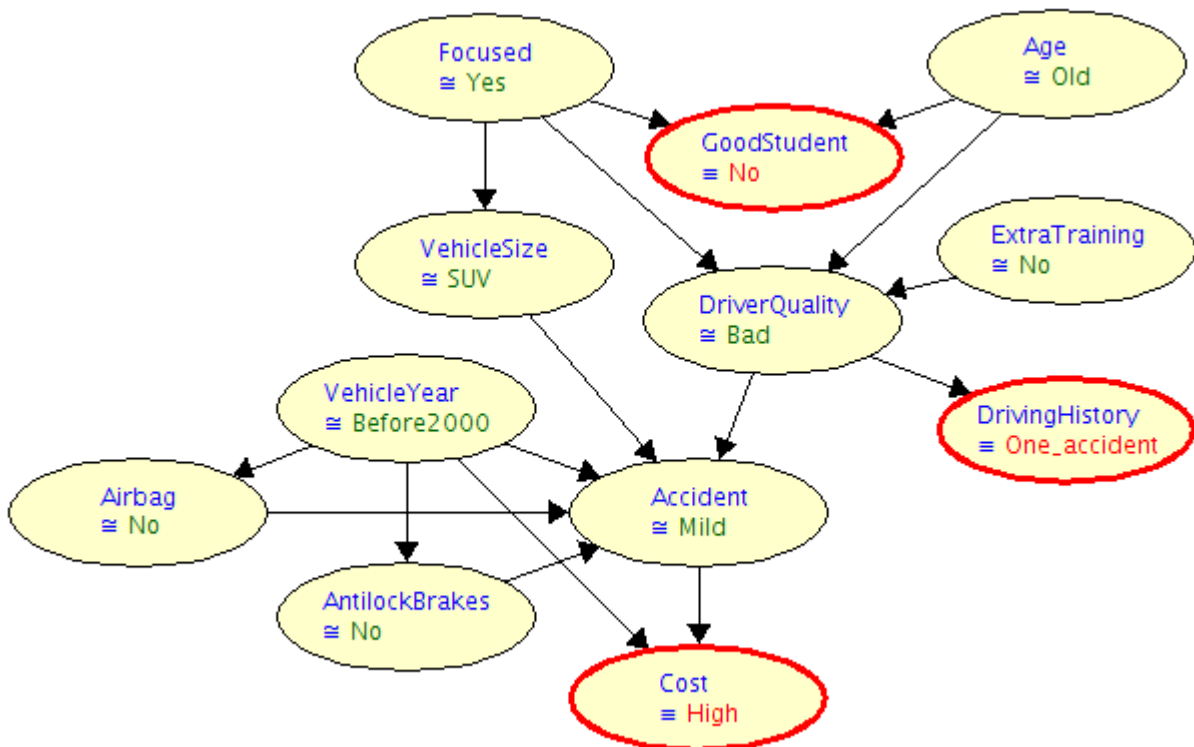 Focused
≅ Yes
Age
≅ Old
GoodStudent
≡ No
VehicleSize
≅ SUV
ExtraTraining
≅ No
DriverQuality
≅ Bad
VehicleYear
≅ Before2000
DrivingHistory
≡ One_accident
Airbag
≅ No
Accident
≅ Mild
AntilockBrakes
≅ No
Cost
≡ High